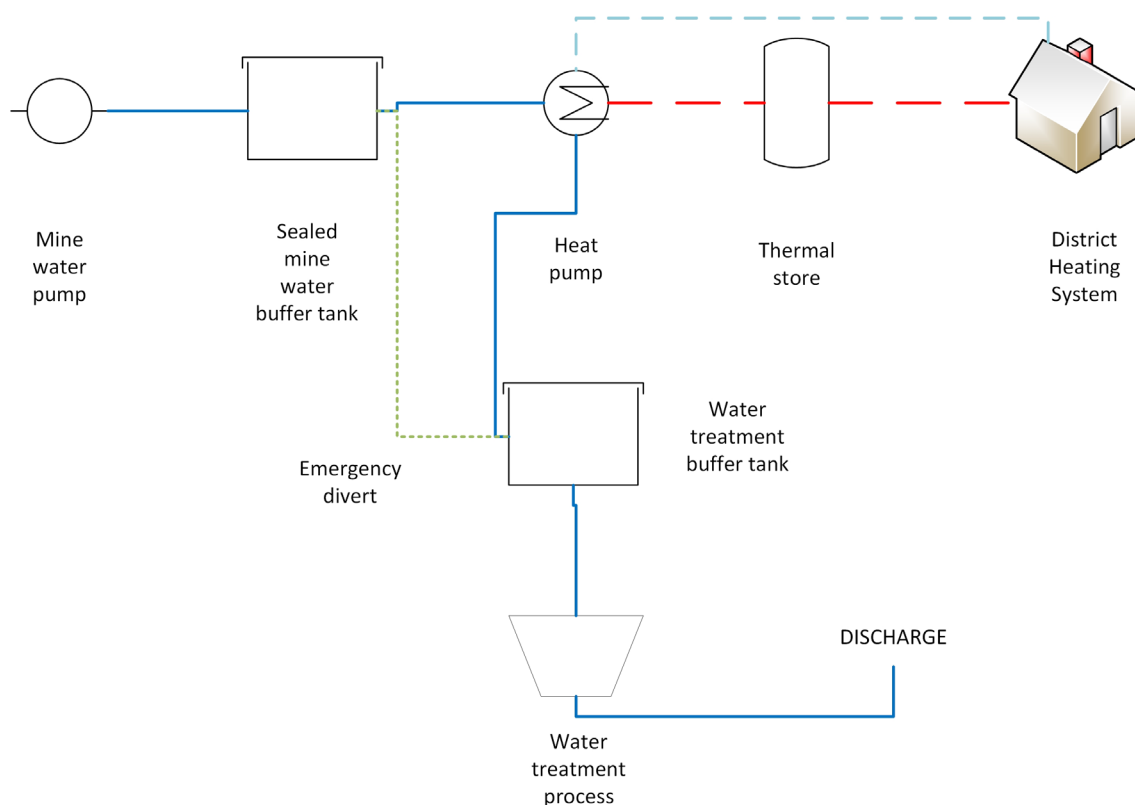 Mine
water
pump
Sealed
mine
water
buffer tank
Heat
pump
Thermal
store
District
Heating
System
Emergency
divert
Water
treatment
buffer tank
DISCHARGE
Water
treatment
process